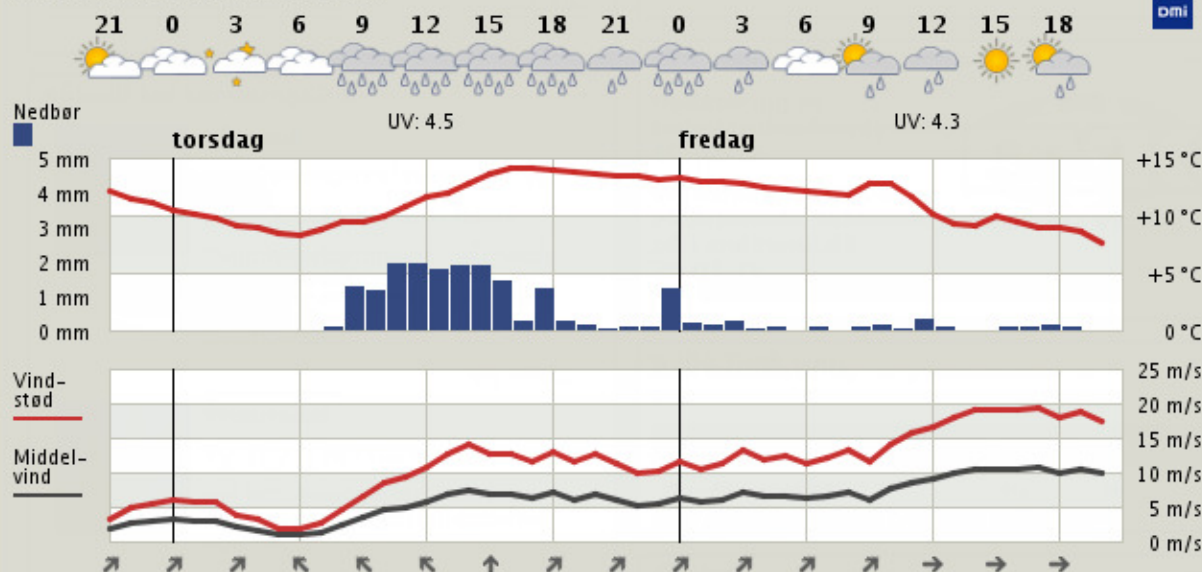 21 0 3 6 9 12 15 18 21 0 3 6 9 12 15 18
DMI
Nedbør
UV: 4.5
UV: 4.3
torsdag
fredag
5 mm
4 mm
3 mm
2 mm
1 mm
0 mm
+15 °C
+10 °C
+5 °C
0 °C
Vind-
stød
Middel-
vind
25 m/s
20 m/s
15 m/s
10 m/s
5 m/s
0 m/s